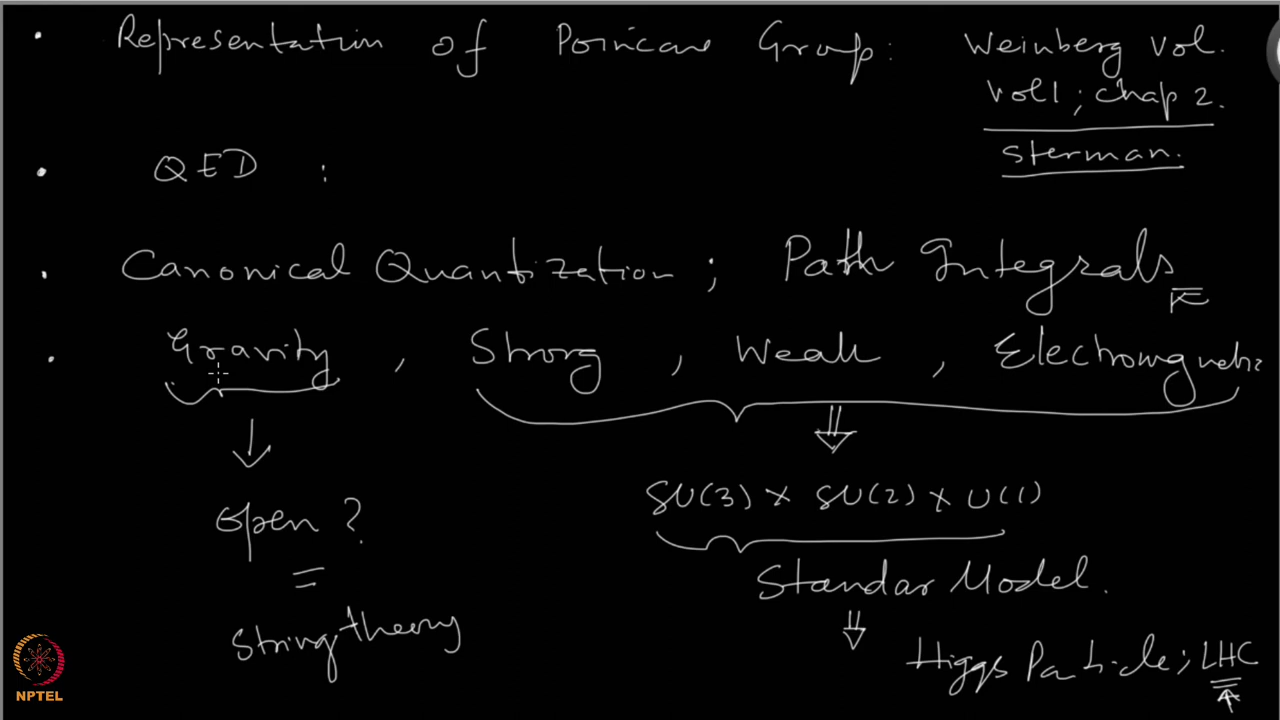 • Representation of Poincare Group: Weinberg Vol.
Vol 1; Chap 2.
Sterman.
• QED :
• Canonical Quantization; Path Integrals
• Gravity, Strong, Weak, Electromagnetic
SU(3) × SU(2) × U(1)
Open?
Standar Model.
String theory
Higgs Particle; LHC
NPTEL